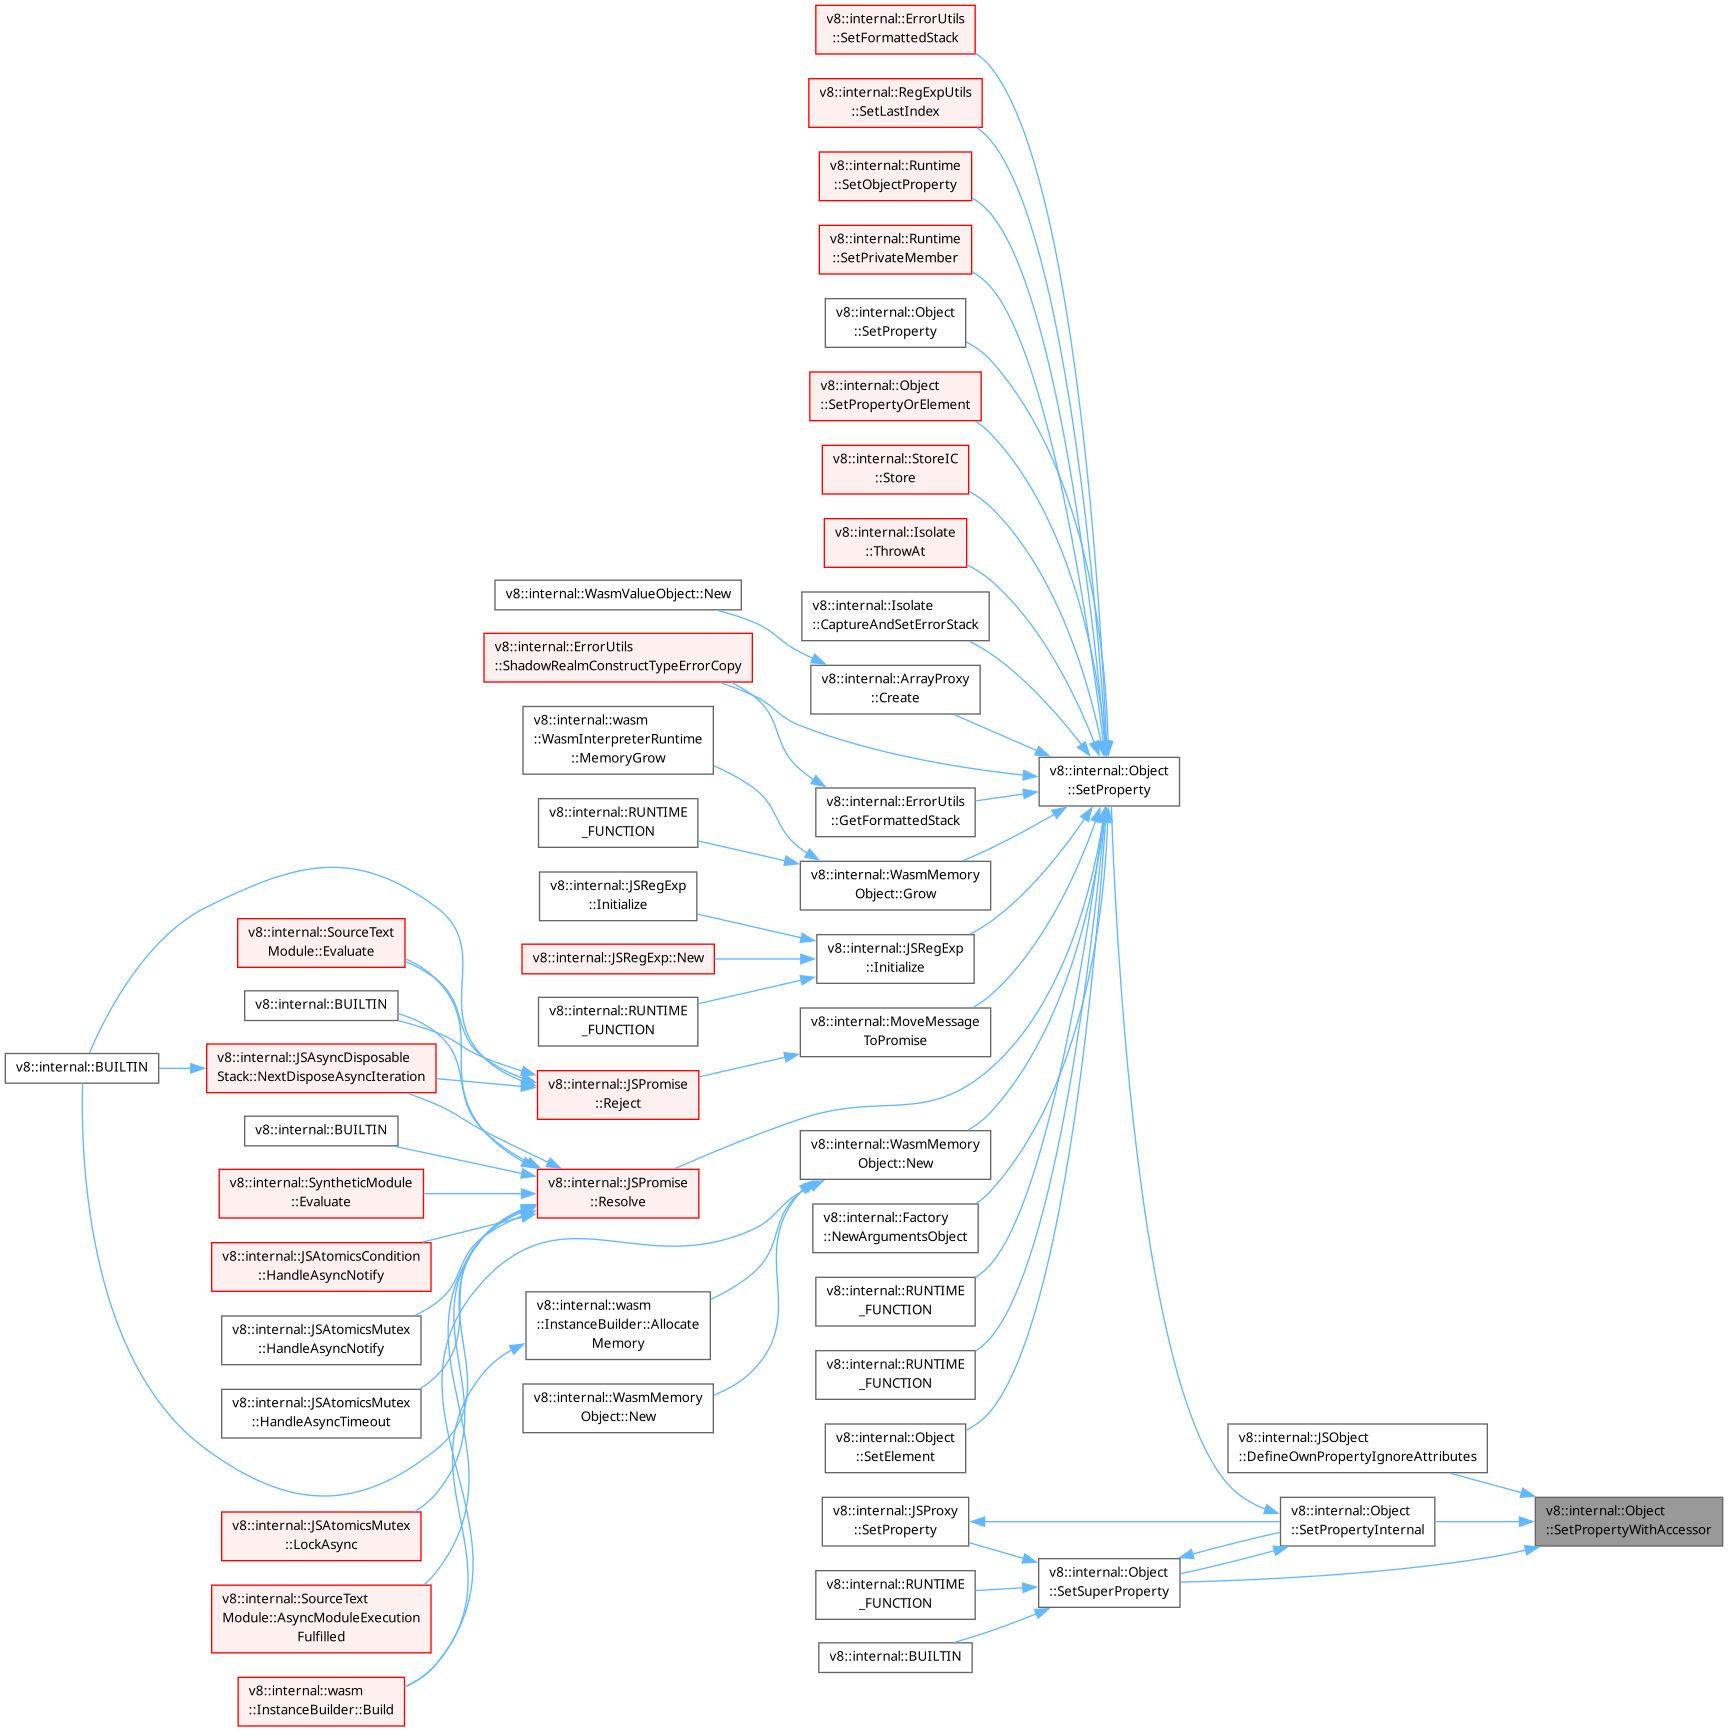 v8::internal::ErrorUtils
::SetFormattedStack
v8::internal::RegExpUtils
::SetLastIndex
v8::internal::Runtime
::SetObjectProperty
v8::internal::Runtime
::SetPrivateMember
v8::internal::Object
::SetProperty
v8::internal::Object
::SetPropertyOrElement
v8::internal::StoreIC
::Store
v8::internal::Isolate
::ThrowAt
v8::internal::WasmValueObject::New
v8::internal::Isolate
::CaptureAndSetErrorStack
v8::internal::ErrorUtils
::ShadowRealmConstructTypeErrorCopy
v8::internal::ArrayProxy
::Create
v8::internal::wasm
::WasmInterpreterRuntime
::MemoryGrow
v8::internal::Object
::SetProperty
v8::internal::ErrorUtils
::GetFormattedStack
v8::internal::RUNTIME
_FUNCTION
v8::internal::WasmMemory
Object::Grow
v8::internal::JSRegExp
::Initialize
v8::internal::SourceText
Module::Evaluate
v8::internal::JSRegExp::New
v8::internal::JSRegExp
::Initialize
v8::internal::BUILTIN
v8::internal::RUNTIME
_FUNCTION
v8::internal::MoveMessage
ToPromise
v8::internal::BUILTIN
v8::internal::JSAsyncDisposable
Stack::NextDisposeAsyncIteration
v8::internal::JSPromise
::Reject
v8::internal::BUILTIN
v8::internal::WasmMemory
Object::New
v8::internal::SyntheticModule
::Evaluate
v8::internal::JSPromise
::Resolve
v8::internal::Factory
::NewArgumentsObject
v8::internal::JSAtomicsCondition
::HandleAsyncNotify
v8::internal::RUNTIME
_FUNCTION
v8::internal::JSAtomicsMutex
::HandleAsyncNotify
v8::internal::wasm
::InstanceBuilder::Allocate
Memory
v8::internal::RUNTIME
_FUNCTION
v8::internal::JSAtomicsMutex
::HandleAsyncTimeout
v8::internal::WasmMemory
Object::New
v8::internal::Object
::SetElement
v8::internal::JSObject
::DefineOwnPropertyIgnoreAttributes
v8::internal::JSAtomicsMutex
::LockAsync
v8::internal::JSProxy
::SetProperty
v8::internal::Object
::SetPropertyInternal
v8::internal::Object
::SetPropertyWithAccessor
v8::internal::SourceText
Module::AsyncModuleExecution
Fulfilled
v8::internal::RUNTIME
_FUNCTION
v8::internal::Object
::SetSuperProperty
v8::internal::BUILTIN
v8::internal::wasm
::InstanceBuilder::Build